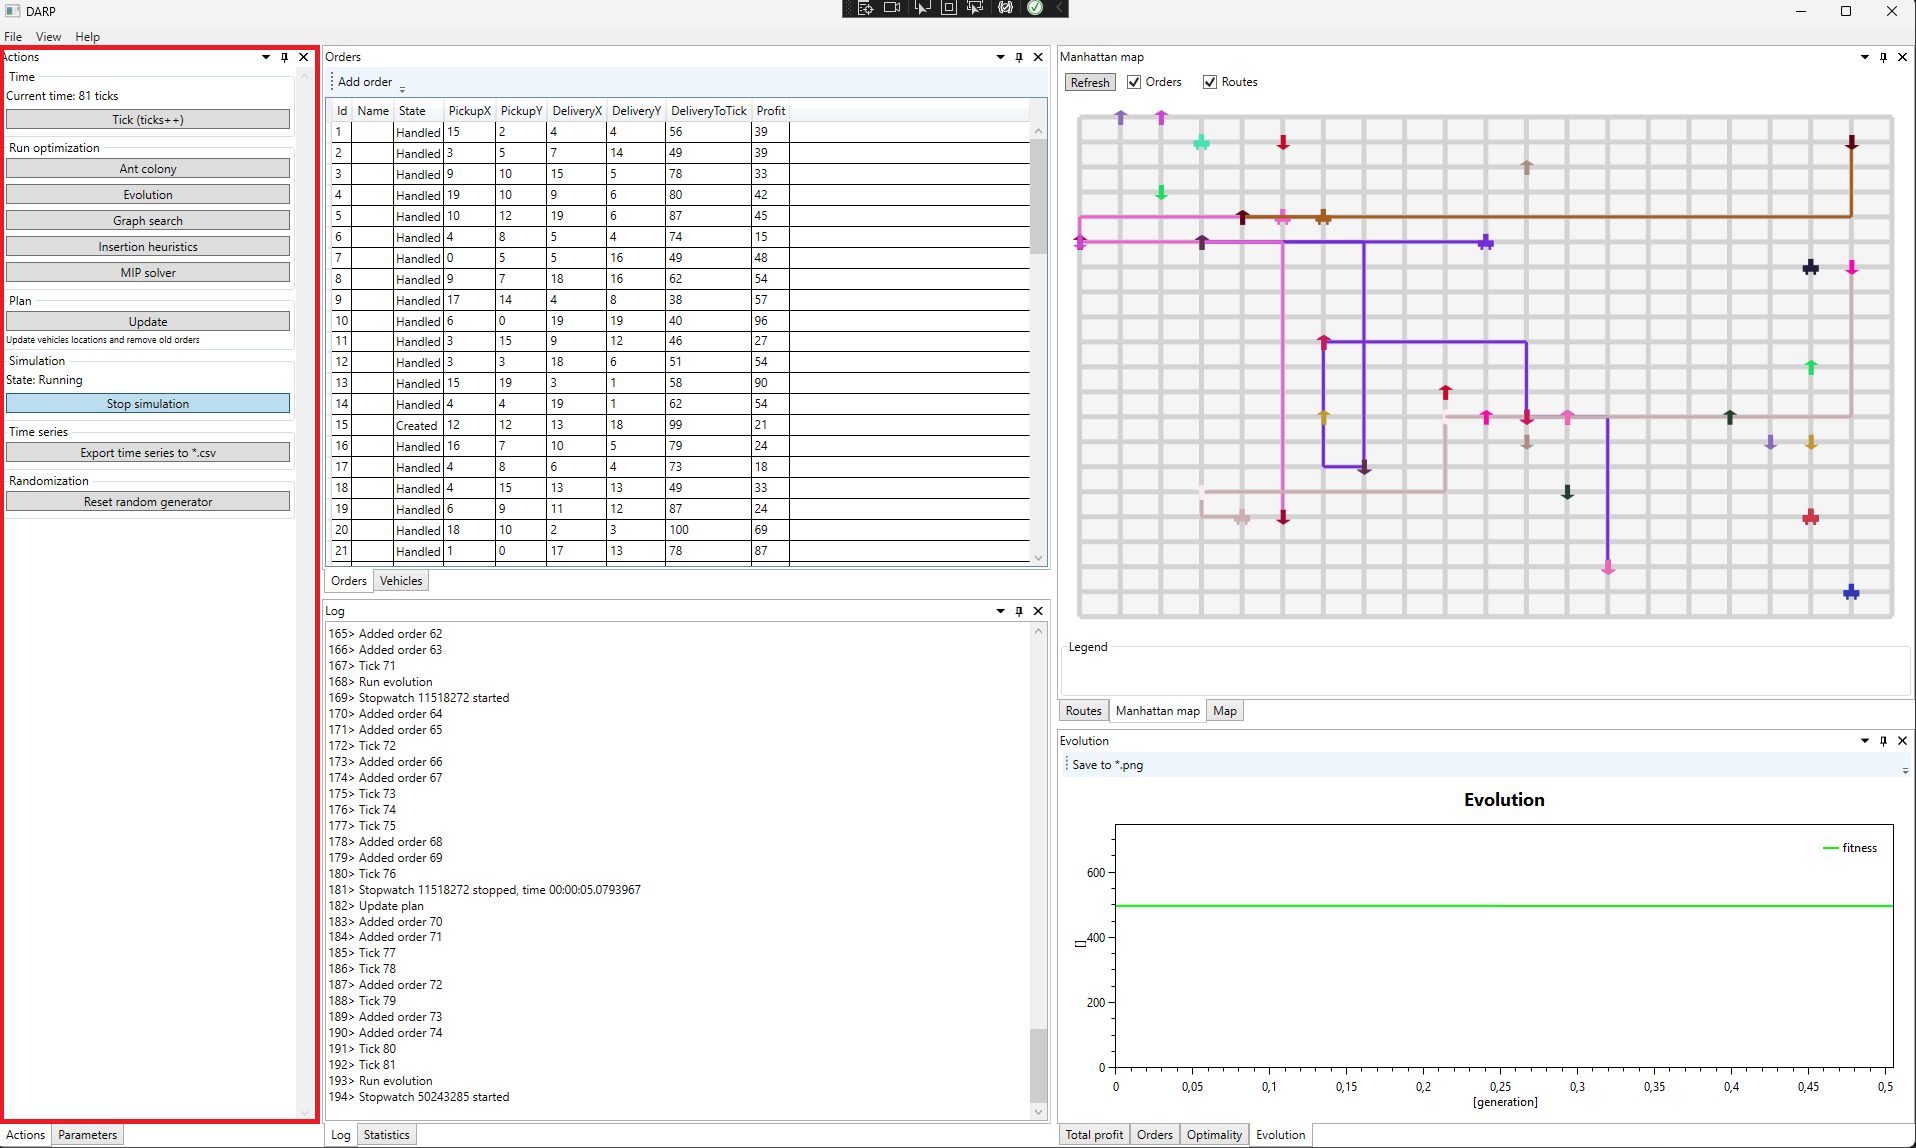 DARP
File View Help
Actions
Time
Current time: 81 ticks
Tick (ticks++)
Run optimization
Ant colony
Evolution
Graph search
Insertion heuristics
MIP solver
Plan
Update
Update vehicles locations and remove old orders
Simulation
State: Running
Stop simulation
Time series
Export time series to *.csv
Randomization
Reset random generator
Actions Parameters
Orders
Add order
Id Name State PickupX PickupY DeliveryX DeliveryY DeliveryToTick Profit
1 Handled 15 2 4 4 56 39
2 Handled 3 5 7 14 49 39
3 Handled 9 10 15 5 78 33
4 Handled 19 10 9 6 80 42
5 Handled 10 12 19 6 87 45
6 Handled 4 8 5 4 74 15
7 Handled 0 5 5 16 49 48
8 Handled 9 7 18 16 62 54
9 Handled 17 14 4 8 38 57
10 Handled 6 0 19 19 40 96
11 Handled 3 15 9 12 46 27
12 Handled 3 3 18 6 51 54
13 Handled 15 19 3 1 58 90
14 Handled 4 4 19 1 62 54
15 Created 12 12 13 18 99 21
16 Handled 16 7 10 5 79 24
17 Handled 4 8 6 4 73 18
18 Handled 4 15 13 13 49 33
19 Handled 6 9 11 12 87 24
20 Handled 18 10 2 3 100 69
21 Handled 1 0 17 13 78 87
Orders Vehicles
Log
165> Added order 62
166> Added order 63
167> Tick 71
168> Run evolution
169> Stopwatch 11518272 started
170> Added order 64
171> Added order 65
172> Tick 72
173> Added order 66
174> Added order 67
175> Tick 73
176> Tick 74
177> Tick 75
178> Added order 68
179> Added order 69
180> Tick 76
181> Stopwatch 11518272 stopped, time 00:00:05.0793967
182> Update plan
183> Added order 70
184> Added order 71
185> Tick 77
186> Tick 78
187> Added order 72
188> Tick 79
189> Added order 73
190> Added order 74
191> Tick 80
192> Tick 81
193> Run evolution
194> Stopwatch 50243285 started
Log Statistics
Manhattan map
Refresh Orders Routes
Legend
Routes Manhattan map Map
Evolution
Save to *.png
Evolution
fitness
600
400
200
0
[]
0 0,05 0,1 0,15 0,2 0,25 0,3 0,35 0,4 0,45 0,5
[generation]
Total profit Orders Optimality Evolution